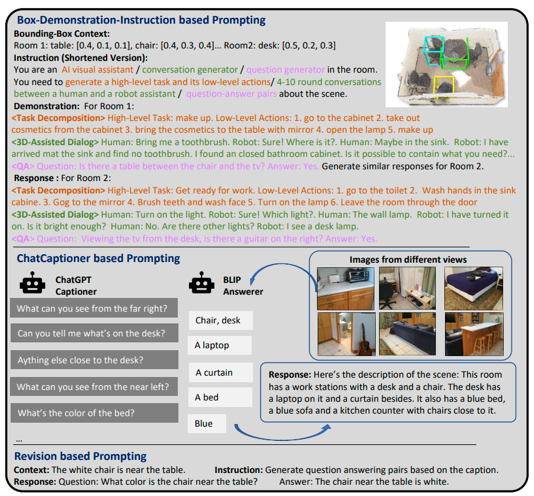 Box-Demonstration-Instruction based Prompting
Bounding-Box Context:
Room 1: table: [0.4, 0.1, 0.1], chair: [0.4, 0.3, 0.4]... Room2: desk: [0.5, 0.2, 0.3]
Instruction (Shortened Version):
You are an AI visual assistant / conversation generator / question generator in the room.
You need to generate a high-level task and its low-level actions/ 4-10 round conversations
between a human and a robot assistant / question-answer pairs about the scene.
Demonstration: For Room 1:
<Task Decomposition> High-Level Task: make up. Low-Level Actions: 1. go to the cabinet 2. take out
cosmetics from the cabinet 3. bring the cosmetics to the table with mirror 4. open the lamp 5. make up
<3D-Assisted Dialog> Human: Bring me a toothbrush. Robot: Sure! Where is it?. Human: Maybe in the sink. Robot: I have
arrived mat the sink and find no toothbrush. I found an closed bathroom cabinet. Is it possible to contain what you need?...
<QA> Question: Is there a table between the chair and the tv? Answer: Yes. Generate similar responses for Room 2.
Response : For Room 2:
<Task Decomposition> High-Level Task: Get ready for work. Low-Level Actions: 1. go to the toilet 2. Wash hands in the sink
cabine. 3. Gog to the mirror 4. Brush teeth and wash face 5. Turn on the lamp 6. Leave the room through the door
<3D-Assisted Dialog> Human: Turn on the light. Robot: Sure! Which light?. Human: The wall lamp. Robot: I have turned it
on. Is it bright enough? Human: No. Are there other lights? Robot: I see a desk lamp.
<QA> Question: Viewing the tv from the desk, is there a guitar on the right? Answer: Yes.
ChatCaptioner based Prompting
ChatGPT
Captioner
BLIP
Answerer
Images from different views
What can you see from the far right?
Chair, desk
Can you tell me what's on the desk?
A laptop
Aything else close to the desk?
A curtain
What can you see from the near left?
A bed
What's the color of the bed?
Blue
...
Response: Here's the description of the scene: This room
has a work stations with a desk and a chair. The desk has
a laptop on it and a curtain besides. It also has a blue bed,
a blue sofa and a kitchen counter with chairs close to it.
Revision based Prompting
Context: The white chair is near the table. Instruction: Generate question answering pairs based on the caption.
Response: Question: What color is the chair near the table? Answer: The chair near the table is white.